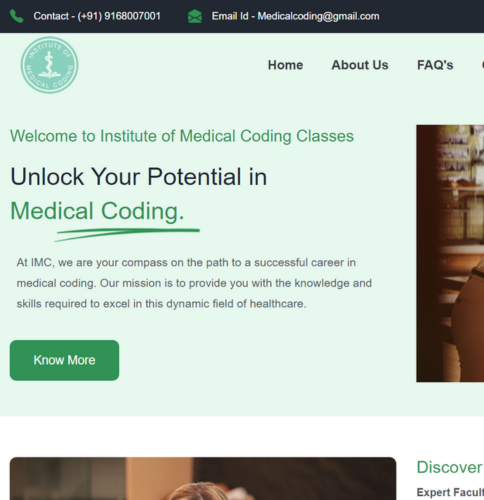 Contact - (+91) 9168007001
Email Id - Medicalcoding@gmail.com
INSTITUTE OF
MEDICAL CODING
Home
About Us
FAQ's
Welcome to Institute of Medical Coding Classes
Unlock Your Potential in
Medical Coding.
At IMC, we are your compass on the path to a successful career in
medical coding. Our mission is to provide you with the knowledge and
skills required to excel in this dynamic field of healthcare.
Know More
Discover
Expert Facult